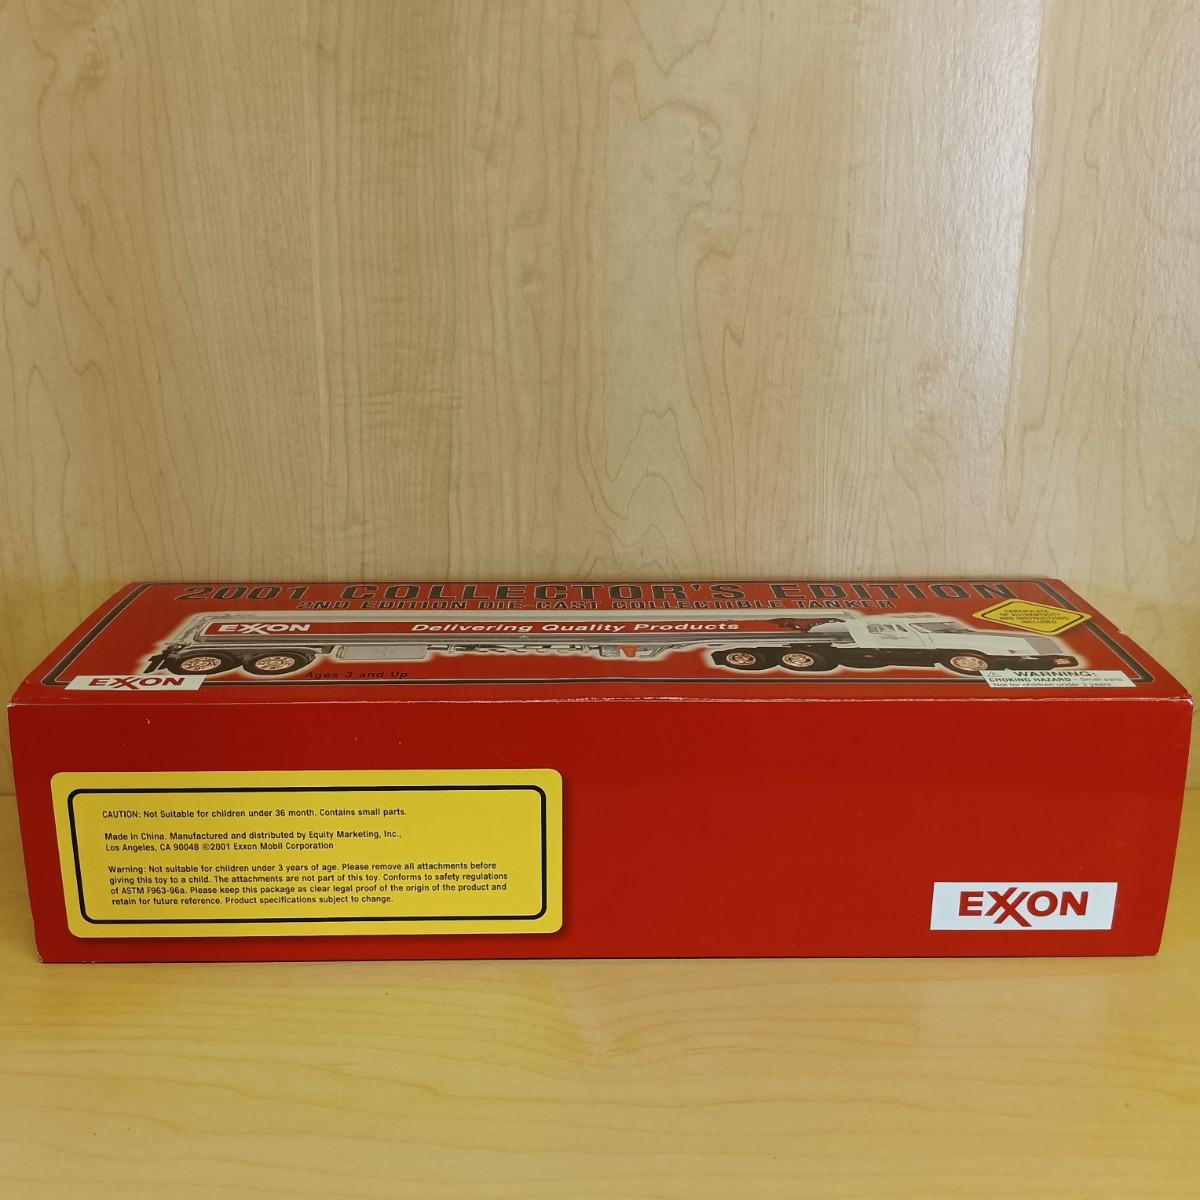 2001 COLLECTOR'S EDITION
2ND EDITION DIE-CAST COLLECTIBLE TANKER
CERTIFICATE
OF AUTHENTICITY
AND INSTRUCTIONS
INCLUDED
EXXON
Delivering Quality Products
Ages 3 and Up
EXXON
WARNING:
CHOKING HAZARD - Small parts
Not for children under 3 years
CAUTION: Not Suitable for children under 36 month. Contains small parts.
Made in China. Manufactured and distributed by Equity Marketing, Inc.,
Los Angeles, CA 90048 ©2001 Exxon Mobil Corporation
Warning: Not suitable for children under 3 years of age. Please remove all attachments before
giving this toy to a child. The attachments are not part of this toy. Conforms to safety regulations
of ASTM F963-96a. Please keep this package as clear legal proof of the origin of the product and
retain for future reference. Product specifications subject to change.
EXXON